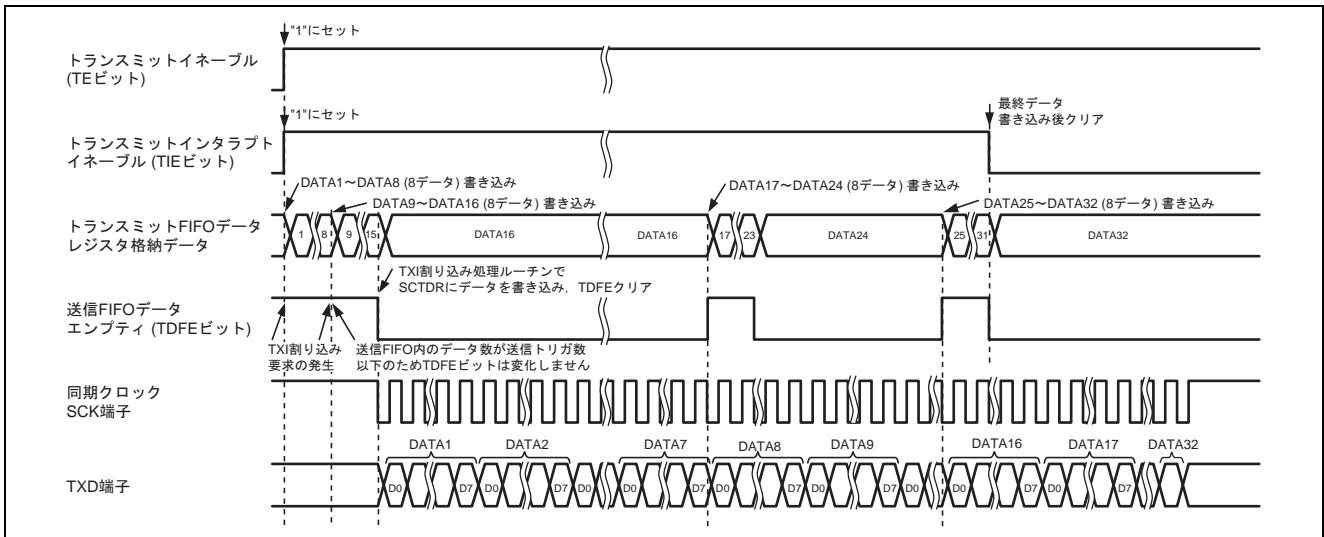 "1"にセット
トランスミットイネーブル
(TEビット)
"1"にセット
最終データ
書き込み後クリア
トランスミットインタラプト
イネーブル (TIEビット)
DATA1～DATA8 (8データ) 書き込み
DATA9～DATA16 (8データ) 書き込み
DATA17～DATA24 (8データ) 書き込み
DATA25～DATA32 (8データ) 書き込み
トランスミットFIFOデータ
レジスタ格納データ
1 8 9 15 DATA16 DATA16 17 23 DATA24 25 31 DATA32
TXI割り込み処理ルーチンで
SCTDRにデータを書き込み，TDFEクリア
送信FIFOデータ
エンプティ (TDFEビット)
TXI割り込み
要求の発生
送信FIFO内のデータ数が送信トリガ数
以下のためTDFEビットは変化しません
同期クロック
SCK端子
DATA1 DATA2 DATA7 DATA8 DATA9 DATA16 DATA17 DATA32
TXD端子
D0 D7 D0 D7 D0 D0 D7 D0 D7 D0 D7 D0 D0 D7 D0 D7